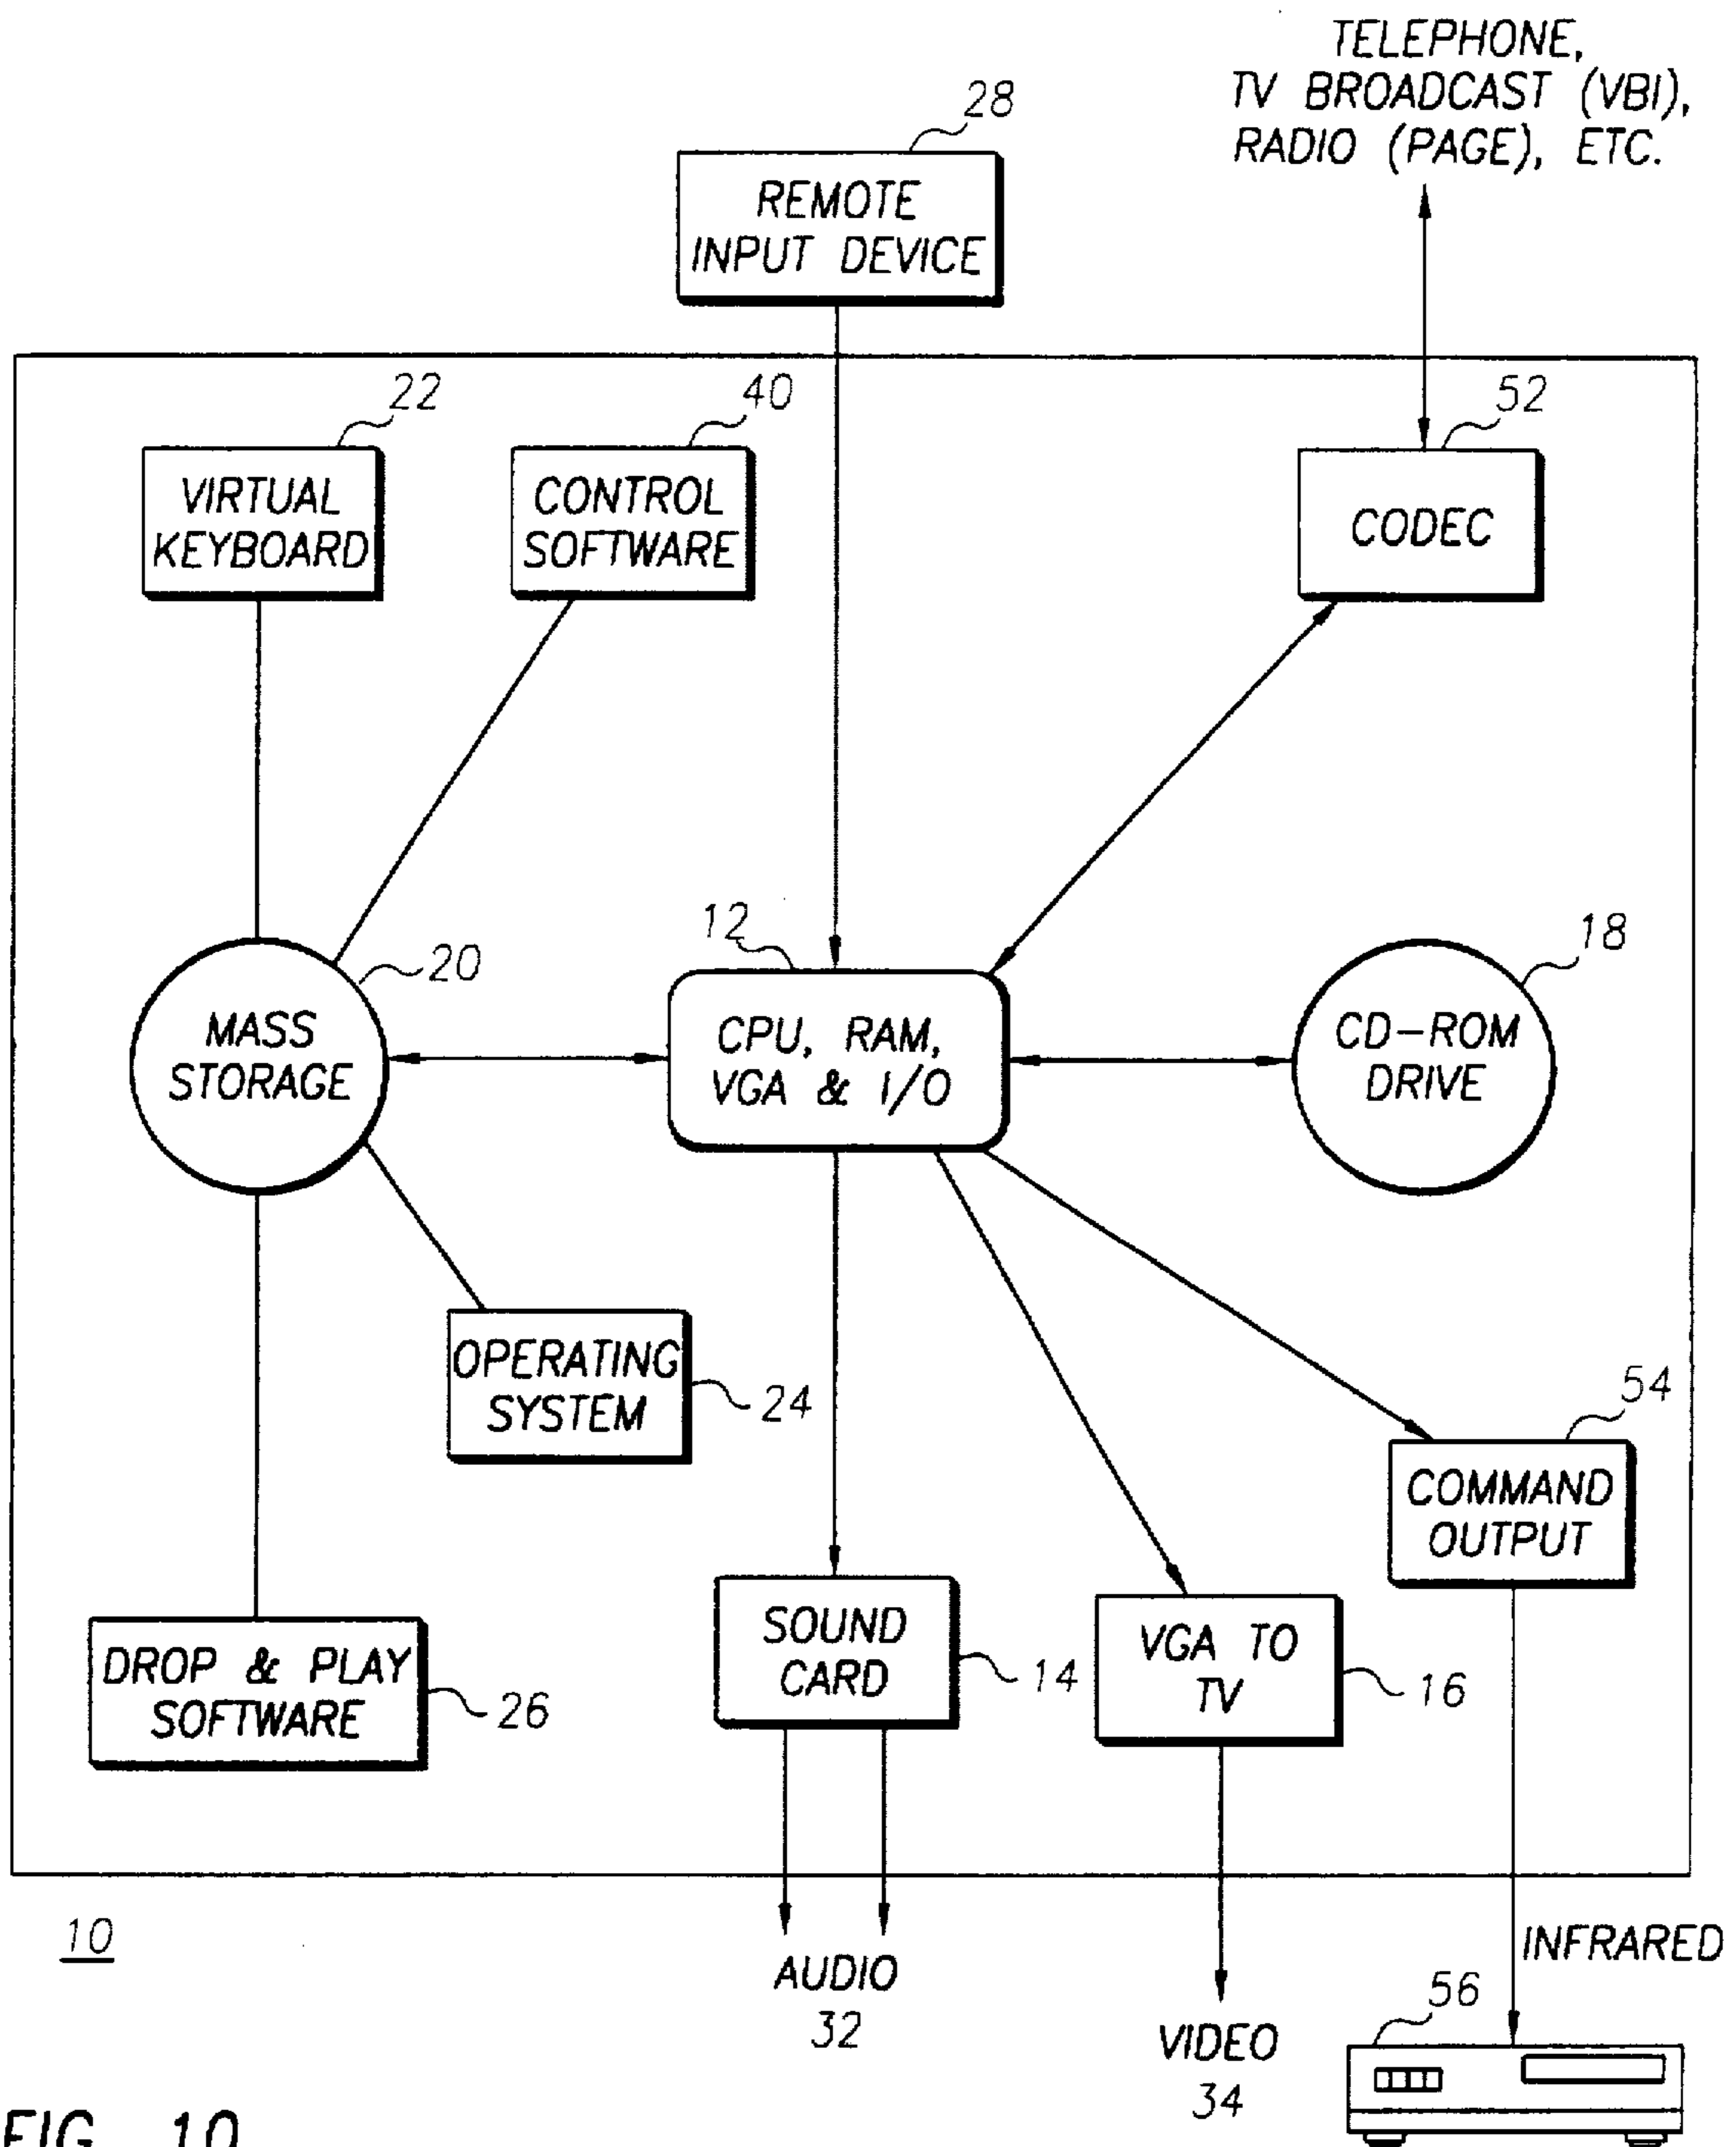 TELEPHONE,
TV BROADCAST (VBI),
RADIO (PAGE), ETC.
28
REMOTE
INPUT DEVICE
22
40
52
VIRTUAL
KEYBOARD
CONTROL
SOFTWARE
CODEC
12
18
20
MASS
STORAGE
CPU, RAM,
VGA & I/O
CD-ROM
DRIVE
OPERATING
SYSTEM
24
54
COMMAND
OUTPUT
DROP & PLAY
SOFTWARE
26
SOUND
CARD
14
VGA TO
TV
16
10
AUDIO
32
INFRARED
56
VIDEO
34
FIG. 10